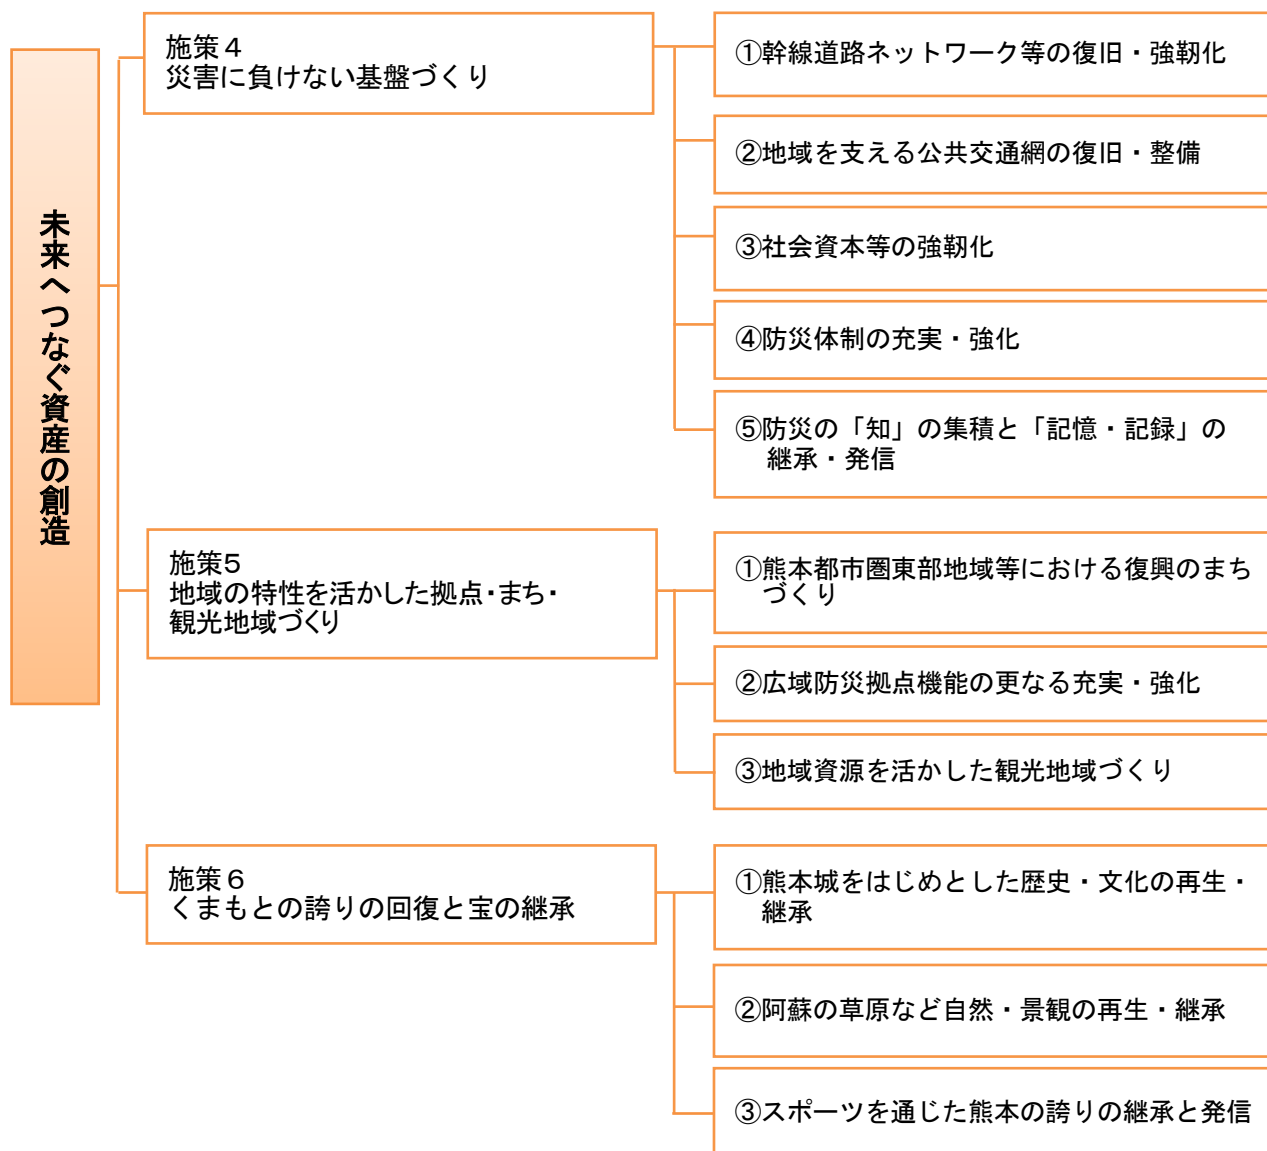 未来へつなぐ資産の創造
施策４
災害に負けない基盤づくり
①幹線道路ネットワーク等の復旧・強靭化
②地域を支える公共交通網の復旧・整備
③社会資本等の強靭化
④防災体制の充実・強化
⑤防災の「知」の集積と「記憶・記録」の
継承・発信
施策5
地域の特性を活かした拠点・まち・
観光地域づくり
①熊本都市圏東部地域等における復興のまち
づくり
②広域防災拠点機能の更なる充実・強化
③地域資源を活かした観光地域づくり
施策６
くまもとの誇りの回復と宝の継承
①熊本城をはじめとした歴史・文化の再生・
継承
②阿蘇の草原など自然・景観の再生・継承
③スポーツを通じた熊本の誇りの継承と発信